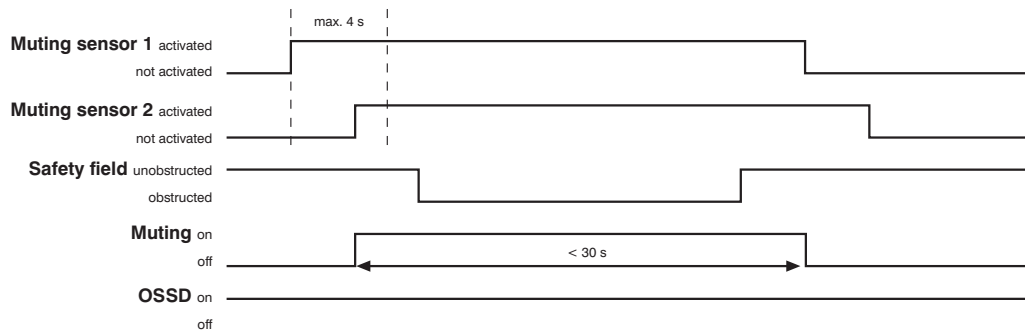 max. 4 s
Muting sensor 1 activated
not activated
Muting sensor 2 activated
not activated
Safety field unobstructed
obstructed
Muting on
< 30 s
off
OSSD on
off